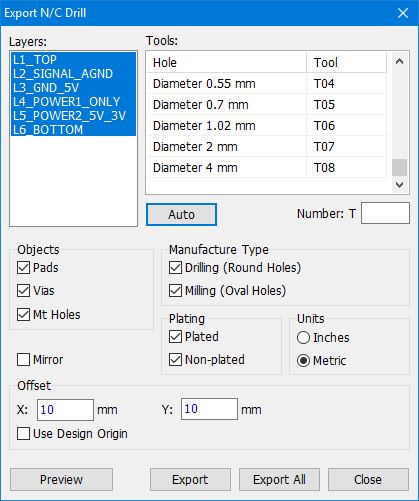 Export N/C Drill
Layers:
L1_TOP
L2_SIGNAL_AGND
L3_GND_5V
L4_POWER1_ONLY
L5_POWER2_5V_3V
L6_BOTTOM
Tools:
Hole Tool
Diameter 0.55 mm T04
Diameter 0.7 mm T05
Diameter 1.02 mm T06
Diameter 2 mm T07
Diameter 4 mm T08
Auto
Number: T
Objects
Pads
Vias
Mt Holes
Manufacture Type
Drilling (Round Holes)
Milling (Oval Holes)
Plating
Plated
Non-plated
Units
Inches
Metric
Mirror
Offset
X: 10 mm Y: 10 mm
Use Design Origin
Preview Export Export All Close